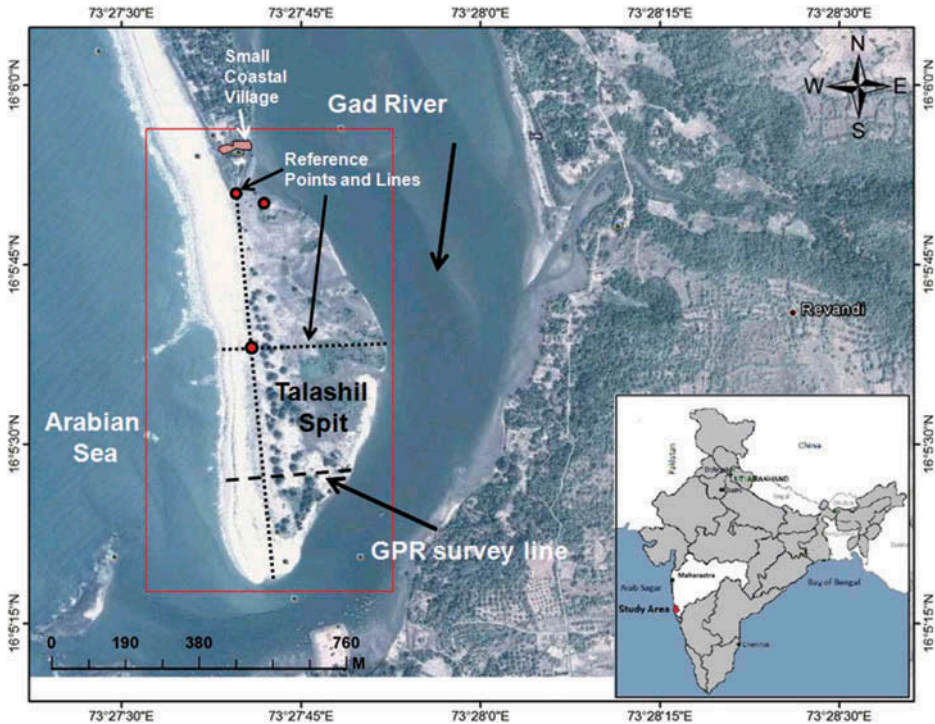 73°27'30"E
73°27'45"E
73°28'0"E
73°28'15"E
73°28'30"E
16°6'0"N
16°5'45"N
16°5'30"N
16°5'15"N
Small
Coastal
Village
Gad River
N
W
E
S
Reference
Points and Lines
Revandi
Talashil
Spit
Arabian
Sea
GPR survey line
0
190
380
760
M
Pakistan
China
Maharastra
Arab Sagar
Bay of Bengal
Study Area
Chennai
16°6'0"N
16°5'45"N
16°5'30"N
16°5'15"N
73°27'30"E
73°27'45"E
73°28'0"E
73°28'15"E
73°28'30"E